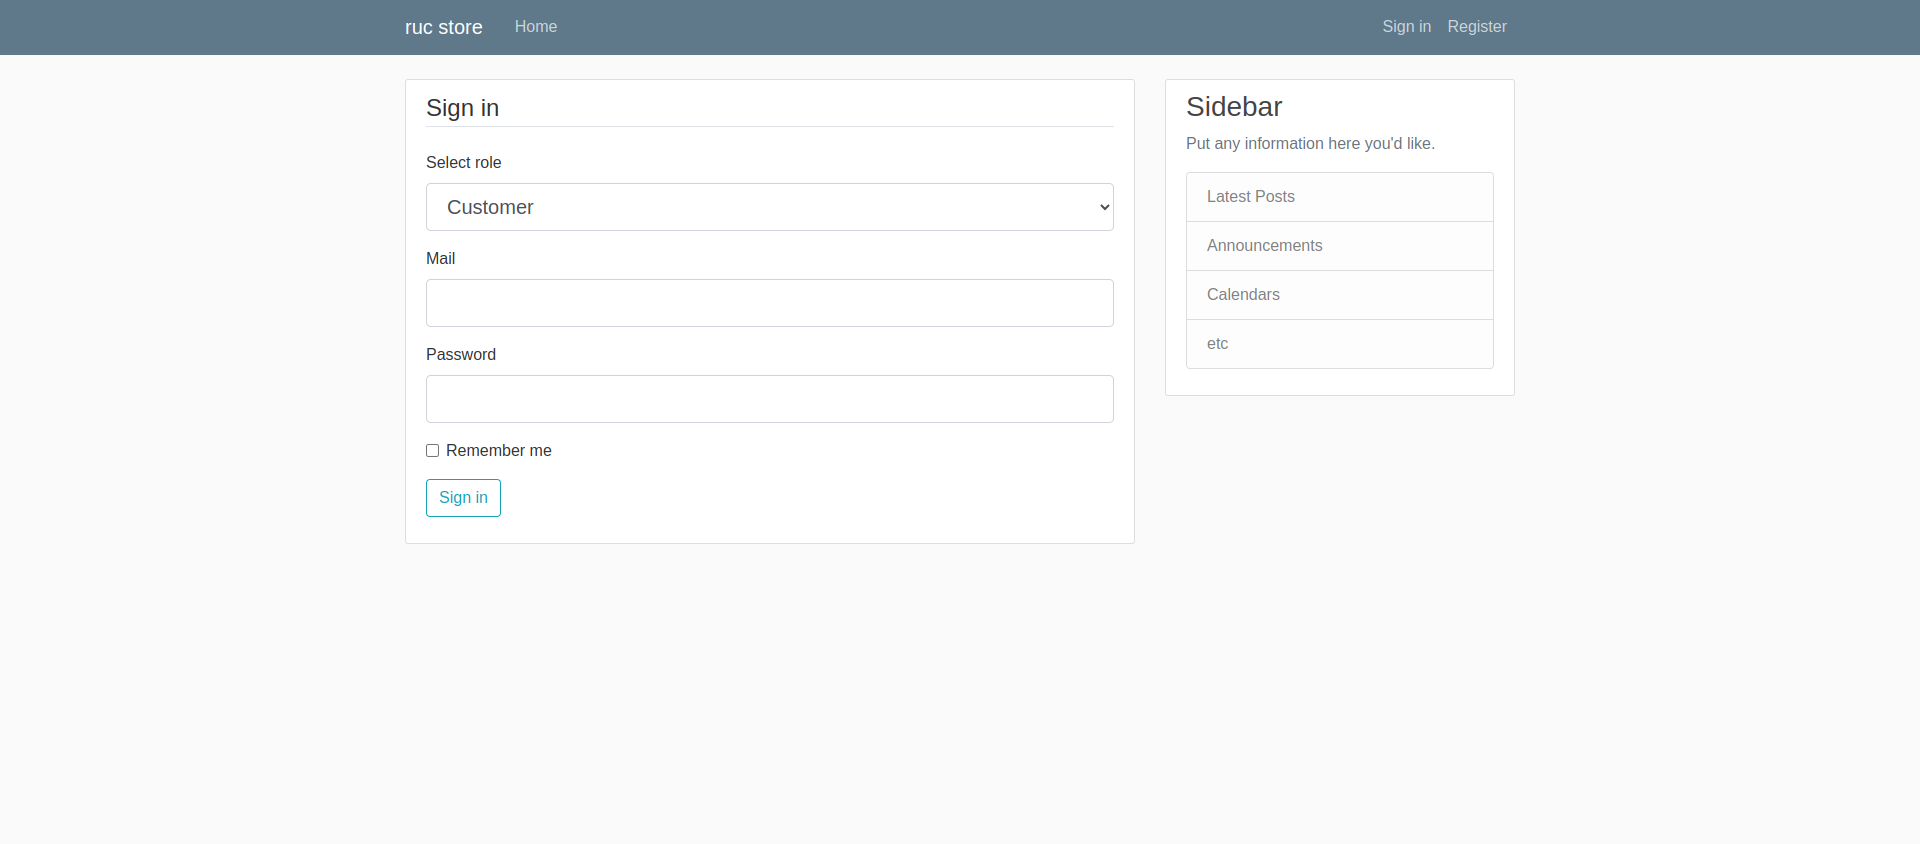 ruc store Home Sign in Register
Sign in
Select role
Customer
Mail
Password
Remember me
Sign in
Sidebar
Put any information here you'd like.
Latest Posts
Announcements
Calendars
etc